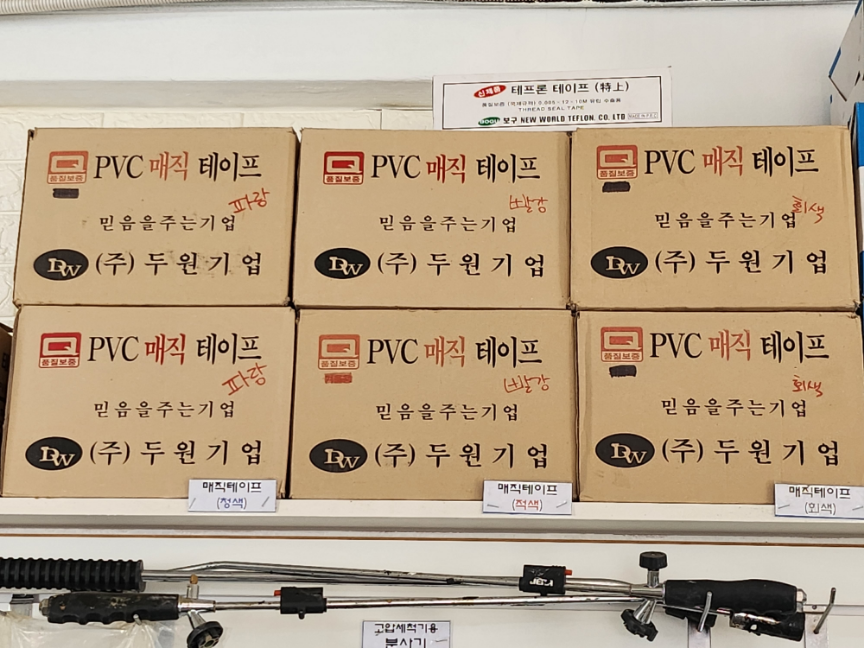 신제품 테프론 테이프 (特上)
THREAD SEAL TAPE
NEW WORLD TEFLON. CO. LTD
Q PVC 매직 테이프
품질보증
파랑
믿음을주는기업
DW (주) 두원기업
Q PVC 매직 테이프
품질보증
빨강
믿음을주는기업
DW (주) 두원기업
Q PVC 매직 테이프
품질보증
회색
믿음을주는기업
DW (주) 두원기업
Q PVC 매직 테이프
품질보증
파랑
믿음을주는기업
DW (주) 두원기업
Q PVC 매직 테이프
품질보증
빨강
믿음을주는기업
DW (주) 두원기업
Q PVC 매직 테이프
품질보증
회색
믿음을주는기업
DW (주) 두원기업
매직테이프
(청색)
매직테이프
(적색)
매직테이프
(회색)
고압세척기용
분사기